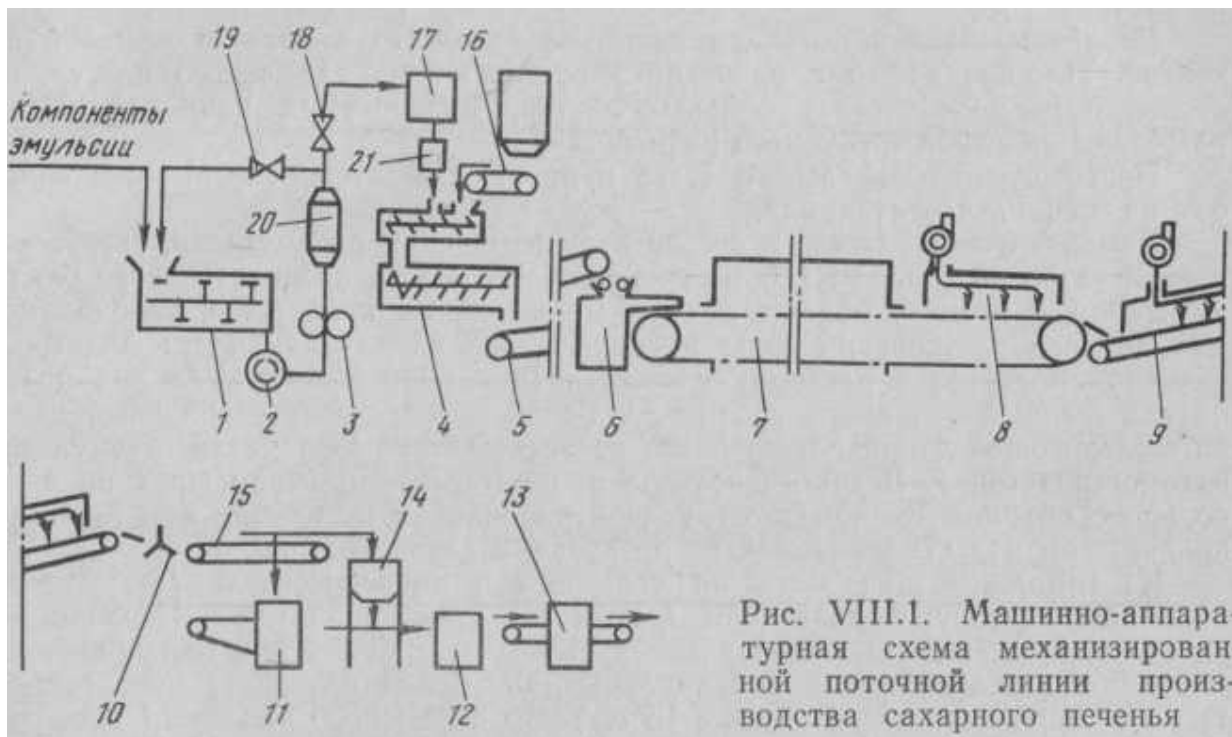 19 18 17 16
Компоненты
эмульсии
21
20
1 2 3 4 5 6 7 8 9
15 14 13
10 11 12
Рис. VIII.1. Машинно-аппара-
турная схема механизирован-
ной поточной линии произ-
водства сахарного печенья